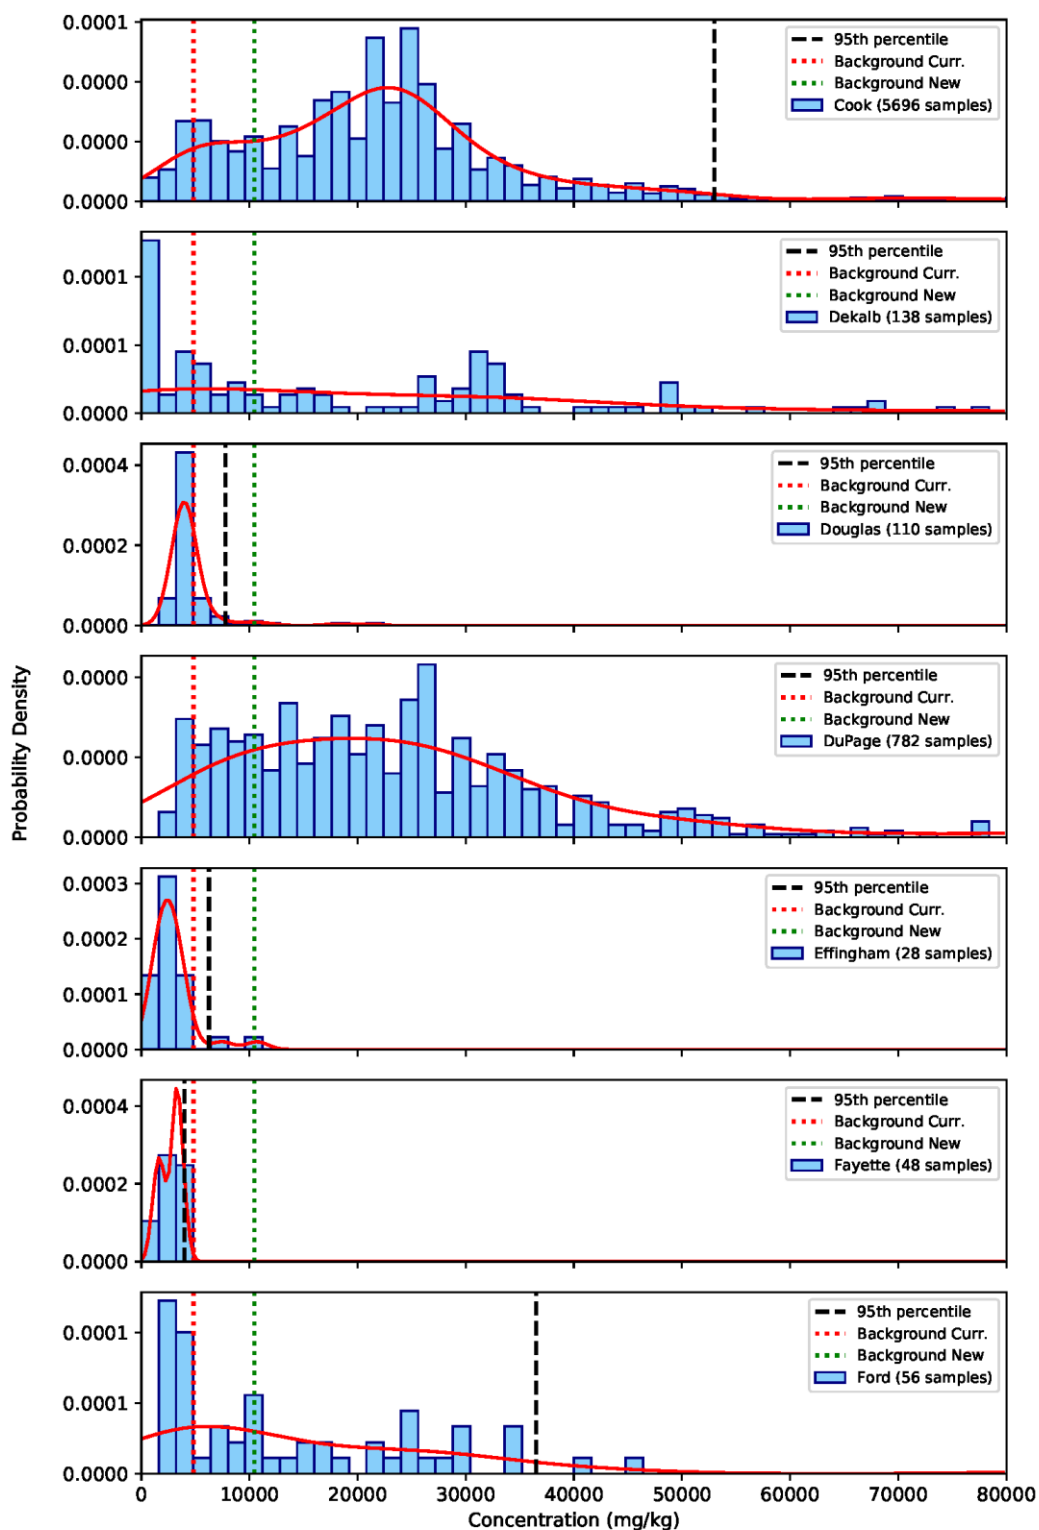 0.0001
0.0000
0.0000
0.0000
95th percentile
Background Curr.
Background New
Cook (5696 samples)
0.0001
0.0001
0.0000
95th percentile
Background Curr.
Background New
Dekalb (138 samples)
0.0004
0.0002
0.0000
95th percentile
Background Curr.
Background New
Douglas (110 samples)
Probability Density
0.0000
0.0000
0.0000
95th percentile
Background Curr.
Background New
DuPage (782 samples)
0.0003
0.0002
0.0001
0.0000
95th percentile
Background Curr.
Background New
Effingham (28 samples)
0.0004
0.0002
0.0000
95th percentile
Background Curr.
Background New
Fayette (48 samples)
0.0001
0.0001
0.0000
95th percentile
Background Curr.
Background New
Ford (56 samples)
0 10000 20000 30000 40000 50000 60000 70000 80000
Concentration (mg/kg)